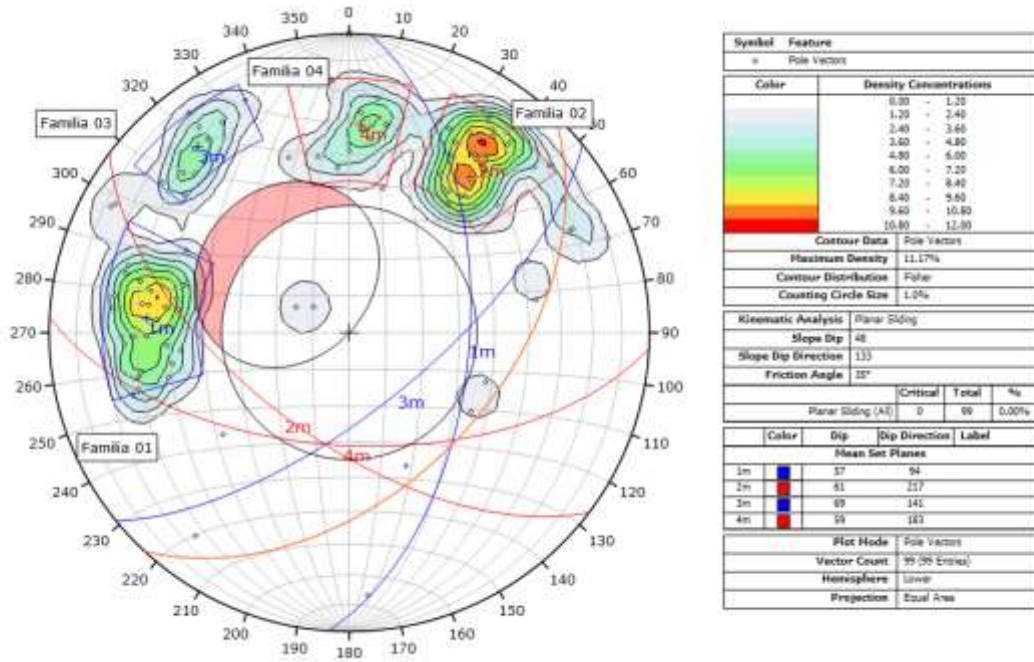 350
0
10
340
20
330
30
Familia 04
320
40
Familia 02
Familia 03
4m
50
3m
300
60
290
70
280
80
1m
270
90
1m
260
3m
100
2m
250
4m
110
Familia 01
240
120
230
130
220
140
210
150
200
160
190
180
170
Symbol Feature
Pole Vectors
Color Density Concentrations
0.00 - 1.20
1.20 - 2.40
2.40 - 3.60
3.60 - 4.80
4.80 - 6.00
6.00 - 7.20
7.20 - 8.40
8.40 - 9.60
9.60 - 10.80
10.80 - 12.00
Contour Data Pole Vectors
Maximum Density 11.17%
Contour Distribution Fisher
Counting Circle Size 1.0%
Kinematic Analysis Planar Sliding
Slope Dip 48
Slope Dip Direction 133
Friction Angle 35°
Critical Total %
Planar Sliding (All) 0 99 0.00%
Color Dip Dip Direction Label
Mean Set Planes
1m 57 94
2m 61 217
3m 69 141
4m 59 183
Plot Mode Pole Vectors
Vector Count 99 (99 Entries)
Hemisphere Lower
Projection Equal Area